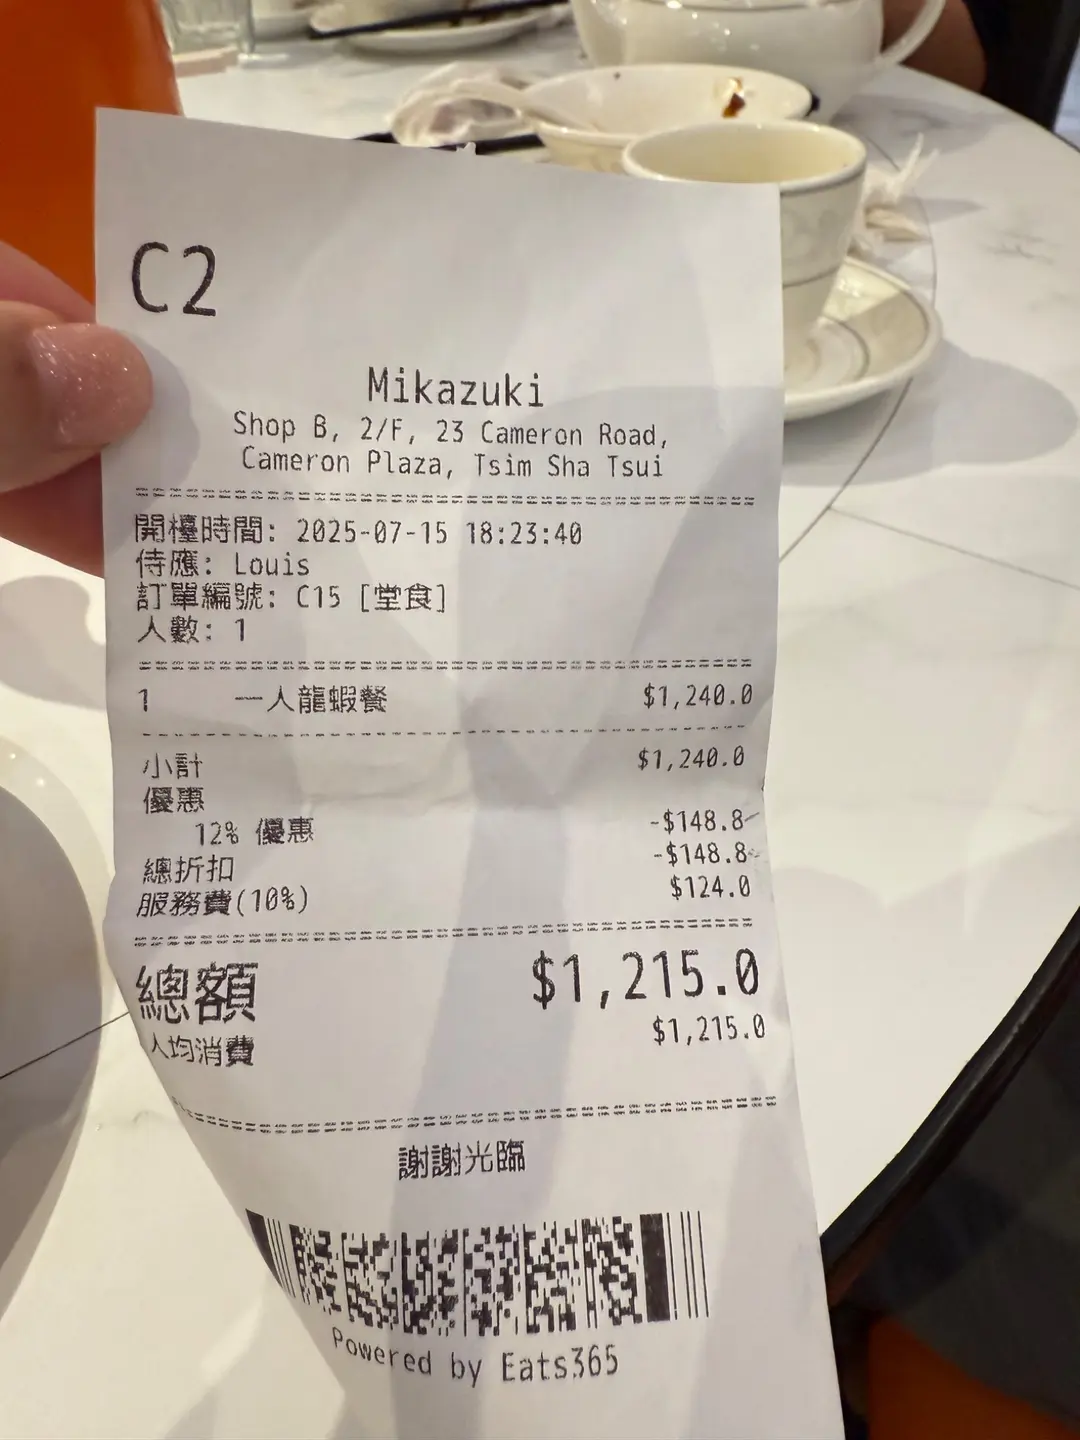 C2
Mikazuki
Shop B, 2/F, 23 Cameron Road,
Cameron Plaza, Tsim Sha Tsui
開檯時間: 2025-07-15 18:23:40
侍應: Louis
訂單編號: C15 [堂食]
人數: 1
1 一人龍蝦餐 $1,240.0
小計 $1,240.0
優惠
12% 優惠 -$148.8
總折扣 -$148.8
服務費(10%) $124.0
總額 $1,215.0
人均消費 $1,215.0
謝謝光臨
Powered by Eats365